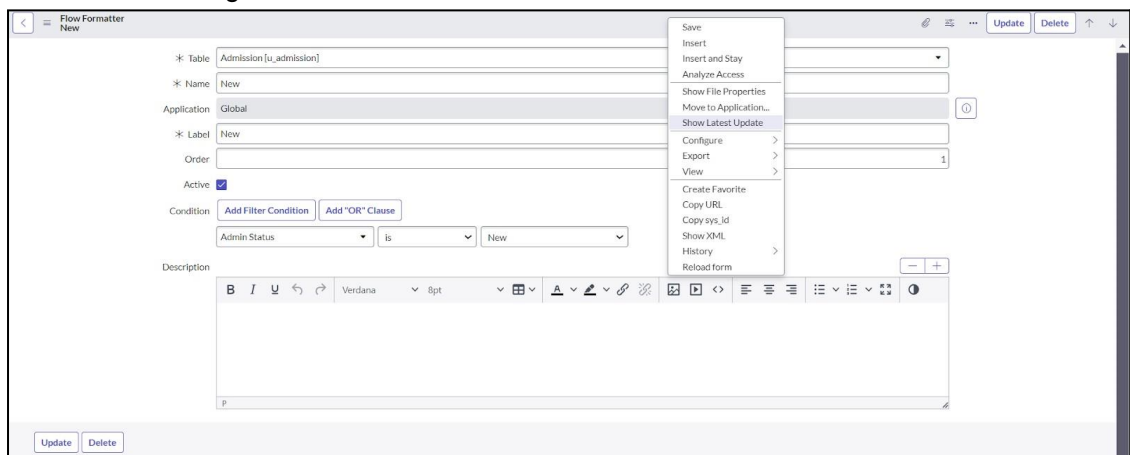 Flow Formatter
New
Update Delete
* Table Admission [u_admission]
* Name New
Application Global
* Label New
Order 1
Active
Condition Add Filter Condition Add "OR" Clause
Admin Status is New
Description
Verdana 8pt
P
Update Delete
Save
Insert
Insert and Stay
Analyze Access
Show File Properties
Move to Application...
Show Latest Update
Configure
Export
View
Create Favorite
Copy URL
Copy sys_id
Show XML
History
Reload form